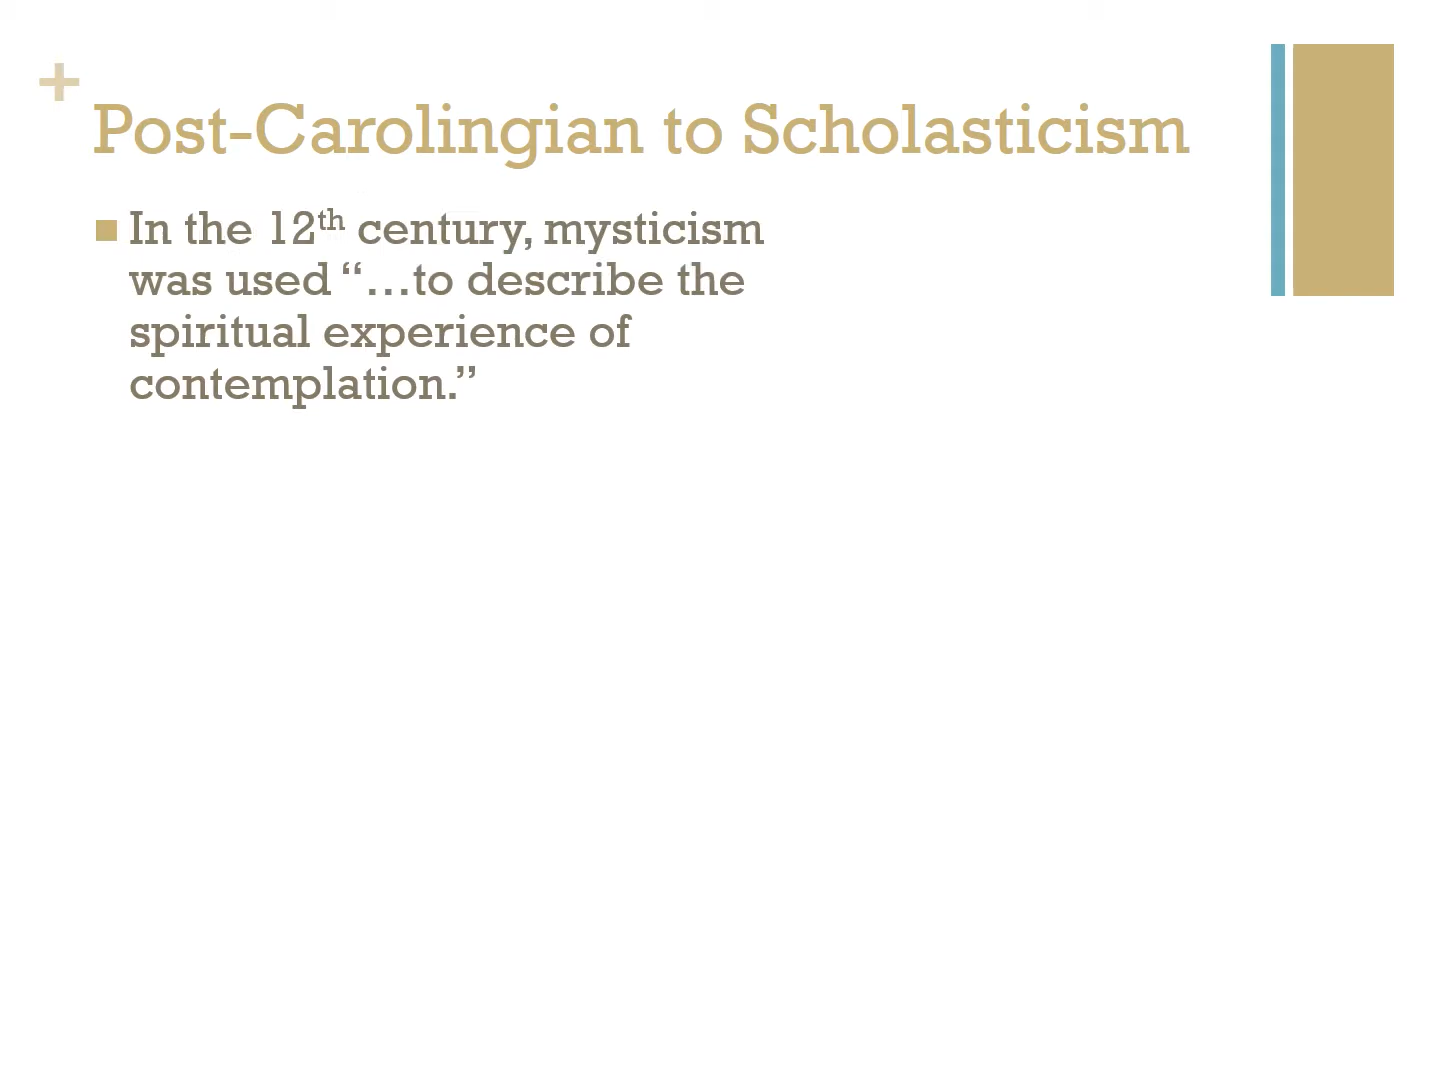 +
Post-Carolingian to Scholasticism
In the 12th century, mysticism
was used “…to describe the
spiritual experience of
contemplation.”